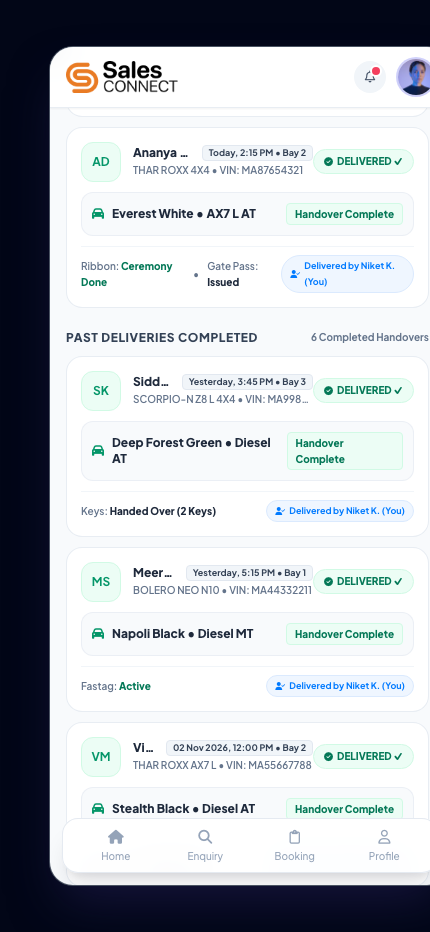 Sales
CONNECT
AD
Ananya ...
Today, 2:15 PM • Bay 2
THAR ROXX 4X4 • VIN: MA87654321
DELIVERED ✓
Everest White • AX7 L AT
Handover Complete
Ribbon: Ceremony
Done
• Gate Pass:
Issued
Delivered by Niket K.
(You)
PAST DELIVERIES COMPLETED
6 Completed Handovers
SK
Sidd...
Yesterday, 3:45 PM • Bay 3
SCORPIO-N Z8 L 4X4 • VIN: MA998...
DELIVERED ✓
Deep Forest Green • Diesel
AT
Handover
Complete
Keys: Handed Over (2 Keys)
Delivered by Niket K. (You)
MS
Meer...
Yesterday, 5:15 PM • Bay 1
BOLERO NEO N10 • VIN: MA44332211
DELIVERED ✓
Napoli Black • Diesel MT
Handover Complete
Fastag: Active
Delivered by Niket K. (You)
VM
Vi...
02 Nov 2026, 12:00 PM • Bay 2
THAR ROXX AX7 L • VIN: MA55667788
DELIVERED ✓
Stealth Black • Diesel AT
Handover Complete
Home
Enquiry
Booking
Profile